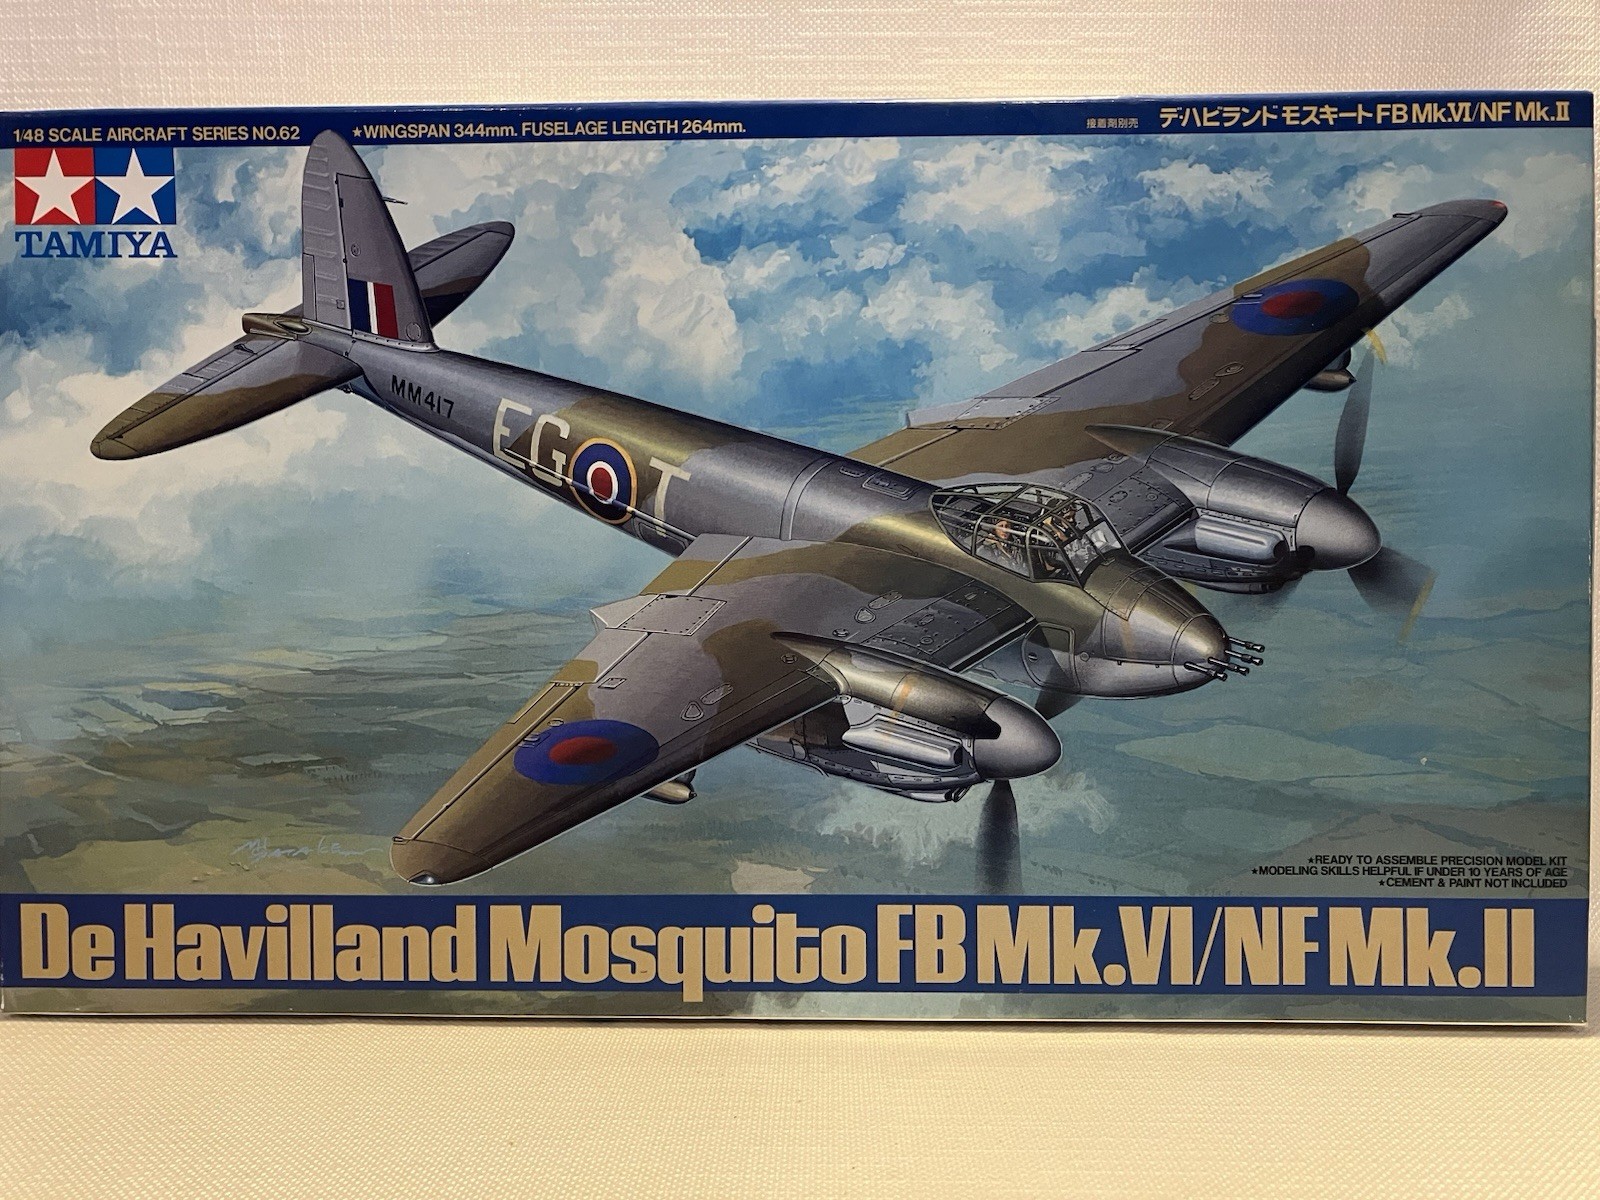 1/48 SCALE AIRCRAFT SERIES NO.62
★WINGSPAN 344mm. FUSELAGE LENGTH 264mm.
接着剤別売
デ・ハビランド モスキート FB Mk.VI/NF Mk.II
TAMIYA
MM417
EG T
★READY TO ASSEMBLE PRECISION MODEL KIT
★MODELING SKILLS HELPFUL IF UNDER 10 YEARS OF AGE
★CEMENT & PAINT NOT INCLUDED
De Havilland Mosquito FB Mk.VI/NF Mk.II